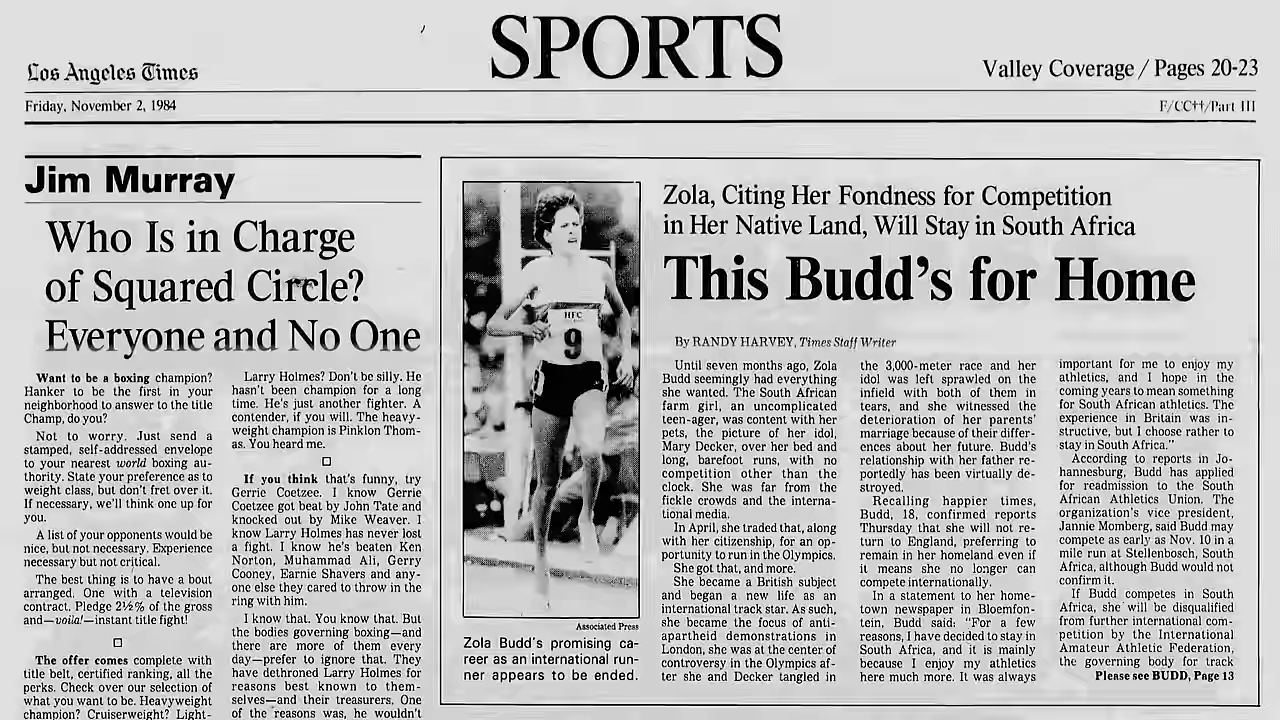 SPORTS
Los Angeles Times
Valley Coverage / Pages 20-23
Friday, November 2, 1984
F/CC††/Part III
Jim Murray
Who Is in Charge
of Squared Circle?
Everyone and No One
Want to be a boxing champion?
Hanker to be the first in your
neighborhood to answer to the title
Champ, do you?
Not to worry. Just send a
stamped, self-addressed envelope
to your nearest world boxing au-
thority. State your preference as to
weight class, but don't fret over it.
If necessary, we'll think one up for
you.
A list of your opponents would be
nice, but not necessary. Experience
necessary but not critical.
The best thing is to have a bout
arranged. One with a television
contract. Pledge 2½% of the gross
and—voila!—instant title fight!
The offer comes complete with
title belt, certified ranking, all the
perks. Check over our selection of
what you want to be. Heavyweight
champion? Cruiserweight? Light-
Larry Holmes? Don't be silly. He
hasn't been champion for a long
time. He's just another fighter. A
contender, if you will. The heavy-
weight champion is Pinklon Thom-
as. You heard me.
If you think that's funny, try
Gerrie Coetzee. I know Gerrie
Coetzee got beat by John Tate and
knocked out by Mike Weaver. I
know Larry Holmes has never lost
a fight. I know he's beaten Ken
Norton, Muhammad Ali, Gerry
Cooney, Earnie Shavers and any-
one else they cared to throw in the
ring with him.
I know that. You know that. But
the bodies governing boxing—and
there are more of them every
day—prefer to ignore that. They
have dethroned Larry Holmes for
reasons best known to them-
selves—and their treasurers. One
of the reasons was, he wouldn't
HFC
9
Associated Press
Zola Budd's promising ca-
reer as an international run-
ner appears to be ended.
Zola, Citing Her Fondness for Competition
in Her Native Land, Will Stay in South Africa
This Budd's for Home
By RANDY HARVEY, Times Staff Writer
Until seven months ago, Zola
Budd seemingly had everything
she wanted. The South African
farm girl, an uncomplicated
teen-ager, was content with her
pets, the picture of her idol,
Mary Decker, over her bed and
long, barefoot runs, with no
competition other than the
clock. She was far from the
fickle crowds and the interna-
tional media.
In April, she traded that, along
with her citizenship, for an op-
portunity to run in the Olympics.
She got that, and more.
She became a British subject
and began a new life as an
international track star. As such,
she became the focus of anti-
apartheid demonstrations in
London, she was at the center of
controversy in the Olympics af-
ter she and Decker tangled in
the 3,000-meter race and her
idol was left sprawled on the
infield with both of them in
tears, and she witnessed the
deterioration of her parents'
marriage because of their differ-
ences about her future. Budd's
relationship with her father re-
portedly has been virtually de-
stroyed.
Recalling happier times,
Budd, 18, confirmed reports
Thursday that she will not re-
turn to England, preferring to
remain in her homeland even if
it means she no longer can
compete internationally.
In a statement to her home-
town newspaper in Bloemfon-
tein, Budd said: "For a few
reasons, I have decided to stay in
South Africa, and it is mainly
because I enjoy my athletics
here much more. It was always
important for me to enjoy my
athletics, and I hope in the
coming years to mean something
for South African athletics. The
experience in Britain was in-
structive, but I choose rather to
stay in South Africa."
According to reports in Jo-
hannesburg, Budd has applied
for readmission to the South
African Athletics Union. The
organization's vice president,
Jannie Momberg, said Budd may
compete as early as Nov. 10 in a
mile run at Stellenbosch, South
Africa, although Budd would not
confirm it.
If Budd competes in South
Africa, she will be disqualified
from further international com-
petition by the International
Amateur Athletic Federation,
the governing body for track
Please see BUDD, Page 13